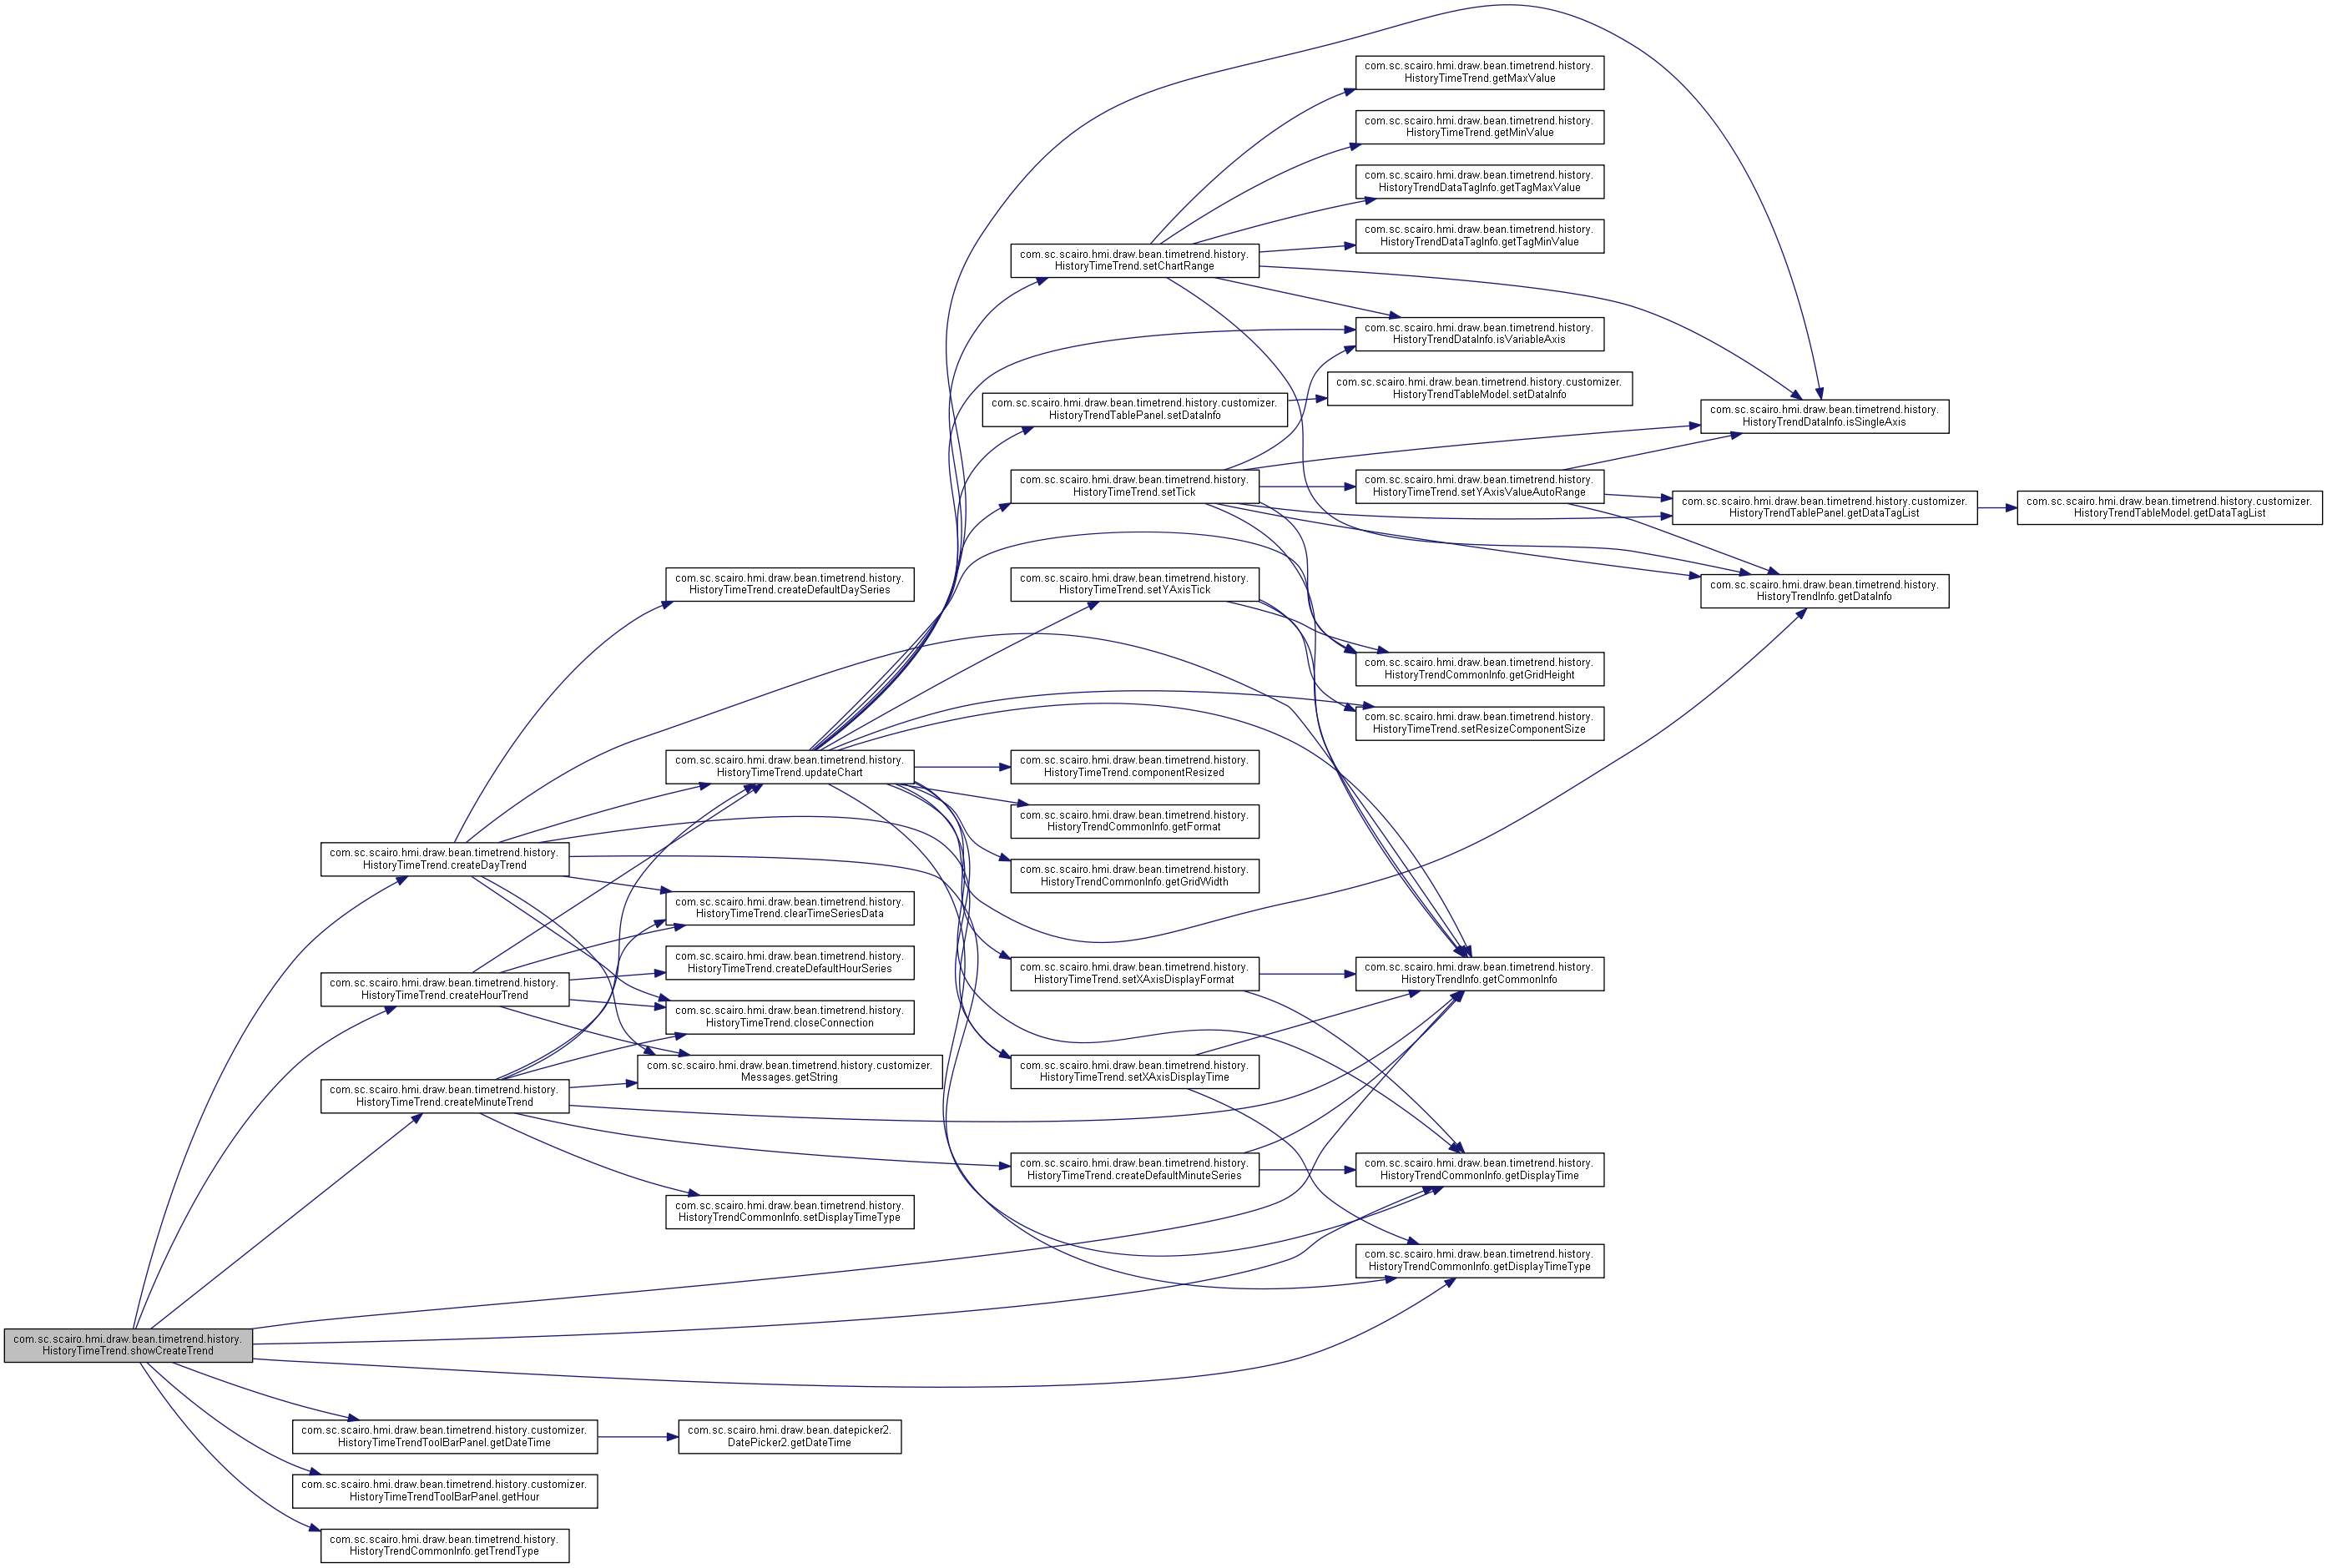 com.sc.scairo.hmi.draw.bean.timetrend.history.
HistoryTimeTrend.showCreateTrend
com.sc.scairo.hmi.draw.bean.timetrend.history.
HistoryTimeTrend.createDayTrend
com.sc.scairo.hmi.draw.bean.timetrend.history.
HistoryTimeTrend.createHourTrend
com.sc.scairo.hmi.draw.bean.timetrend.history.
HistoryTimeTrend.createMinuteTrend
com.sc.scairo.hmi.draw.bean.timetrend.history.customizer.
HistoryTimeTrendToolBarPanel.getDateTime
com.sc.scairo.hmi.draw.bean.timetrend.history.customizer.
HistoryTimeTrendToolBarPanel.getHour
com.sc.scairo.hmi.draw.bean.timetrend.history.
HistoryTrendCommonInfo.getTrendType
com.sc.scairo.hmi.draw.bean.timetrend.history.
HistoryTimeTrend.createDefaultDaySeries
com.sc.scairo.hmi.draw.bean.timetrend.history.
HistoryTimeTrend.updateChart
com.sc.scairo.hmi.draw.bean.timetrend.history.
HistoryTimeTrend.clearTimeSeriesData
com.sc.scairo.hmi.draw.bean.timetrend.history.
HistoryTimeTrend.createDefaultHourSeries
com.sc.scairo.hmi.draw.bean.timetrend.history.
HistoryTimeTrend.closeConnection
com.sc.scairo.hmi.draw.bean.timetrend.history.customizer.
Messages.getString
com.sc.scairo.hmi.draw.bean.timetrend.history.
HistoryTrendCommonInfo.setDisplayTimeType
com.sc.scairo.hmi.draw.bean.datepicker2.
DatePicker2.getDateTime
com.sc.scairo.hmi.draw.bean.timetrend.history.
HistoryTimeTrend.setChartRange
com.sc.scairo.hmi.draw.bean.timetrend.history.customizer.
HistoryTrendTablePanel.setDataInfo
com.sc.scairo.hmi.draw.bean.timetrend.history.
HistoryTimeTrend.setTick
com.sc.scairo.hmi.draw.bean.timetrend.history.
HistoryTimeTrend.setYAxisTick
com.sc.scairo.hmi.draw.bean.timetrend.history.
HistoryTimeTrend.componentResized
com.sc.scairo.hmi.draw.bean.timetrend.history.
HistoryTrendCommonInfo.getFormat
com.sc.scairo.hmi.draw.bean.timetrend.history.
HistoryTrendCommonInfo.getGridWidth
com.sc.scairo.hmi.draw.bean.timetrend.history.
HistoryTimeTrend.setXAxisDisplayFormat
com.sc.scairo.hmi.draw.bean.timetrend.history.
HistoryTimeTrend.setXAxisDisplayTime
com.sc.scairo.hmi.draw.bean.timetrend.history.
HistoryTimeTrend.createDefaultMinuteSeries
com.sc.scairo.hmi.draw.bean.timetrend.history.
HistoryTimeTrend.getMaxValue
com.sc.scairo.hmi.draw.bean.timetrend.history.
HistoryTimeTrend.getMinValue
com.sc.scairo.hmi.draw.bean.timetrend.history.
HistoryTrendDataTagInfo.getTagMaxValue
com.sc.scairo.hmi.draw.bean.timetrend.history.
HistoryTrendDataTagInfo.getTagMinValue
com.sc.scairo.hmi.draw.bean.timetrend.history.
HistoryTrendDataInfo.isVariableAxis
com.sc.scairo.hmi.draw.bean.timetrend.history.customizer.
HistoryTrendTableModel.setDataInfo
com.sc.scairo.hmi.draw.bean.timetrend.history.
HistoryTimeTrend.setYAxisValueAutoRange
com.sc.scairo.hmi.draw.bean.timetrend.history.
HistoryTrendCommonInfo.getGridHeight
com.sc.scairo.hmi.draw.bean.timetrend.history.
HistoryTimeTrend.setResizeComponentSize
com.sc.scairo.hmi.draw.bean.timetrend.history.
HistoryTrendInfo.getCommonInfo
com.sc.scairo.hmi.draw.bean.timetrend.history.
HistoryTrendCommonInfo.getDisplayTime
com.sc.scairo.hmi.draw.bean.timetrend.history.
HistoryTrendCommonInfo.getDisplayTimeType
com.sc.scairo.hmi.draw.bean.timetrend.history.
HistoryTrendDataInfo.isSingleAxis
com.sc.scairo.hmi.draw.bean.timetrend.history.customizer.
HistoryTrendTablePanel.getDataTagList
com.sc.scairo.hmi.draw.bean.timetrend.history.
HistoryTrendInfo.getDataInfo
com.sc.scairo.hmi.draw.bean.timetrend.history.customizer.
HistoryTrendTableModel.getDataTagList